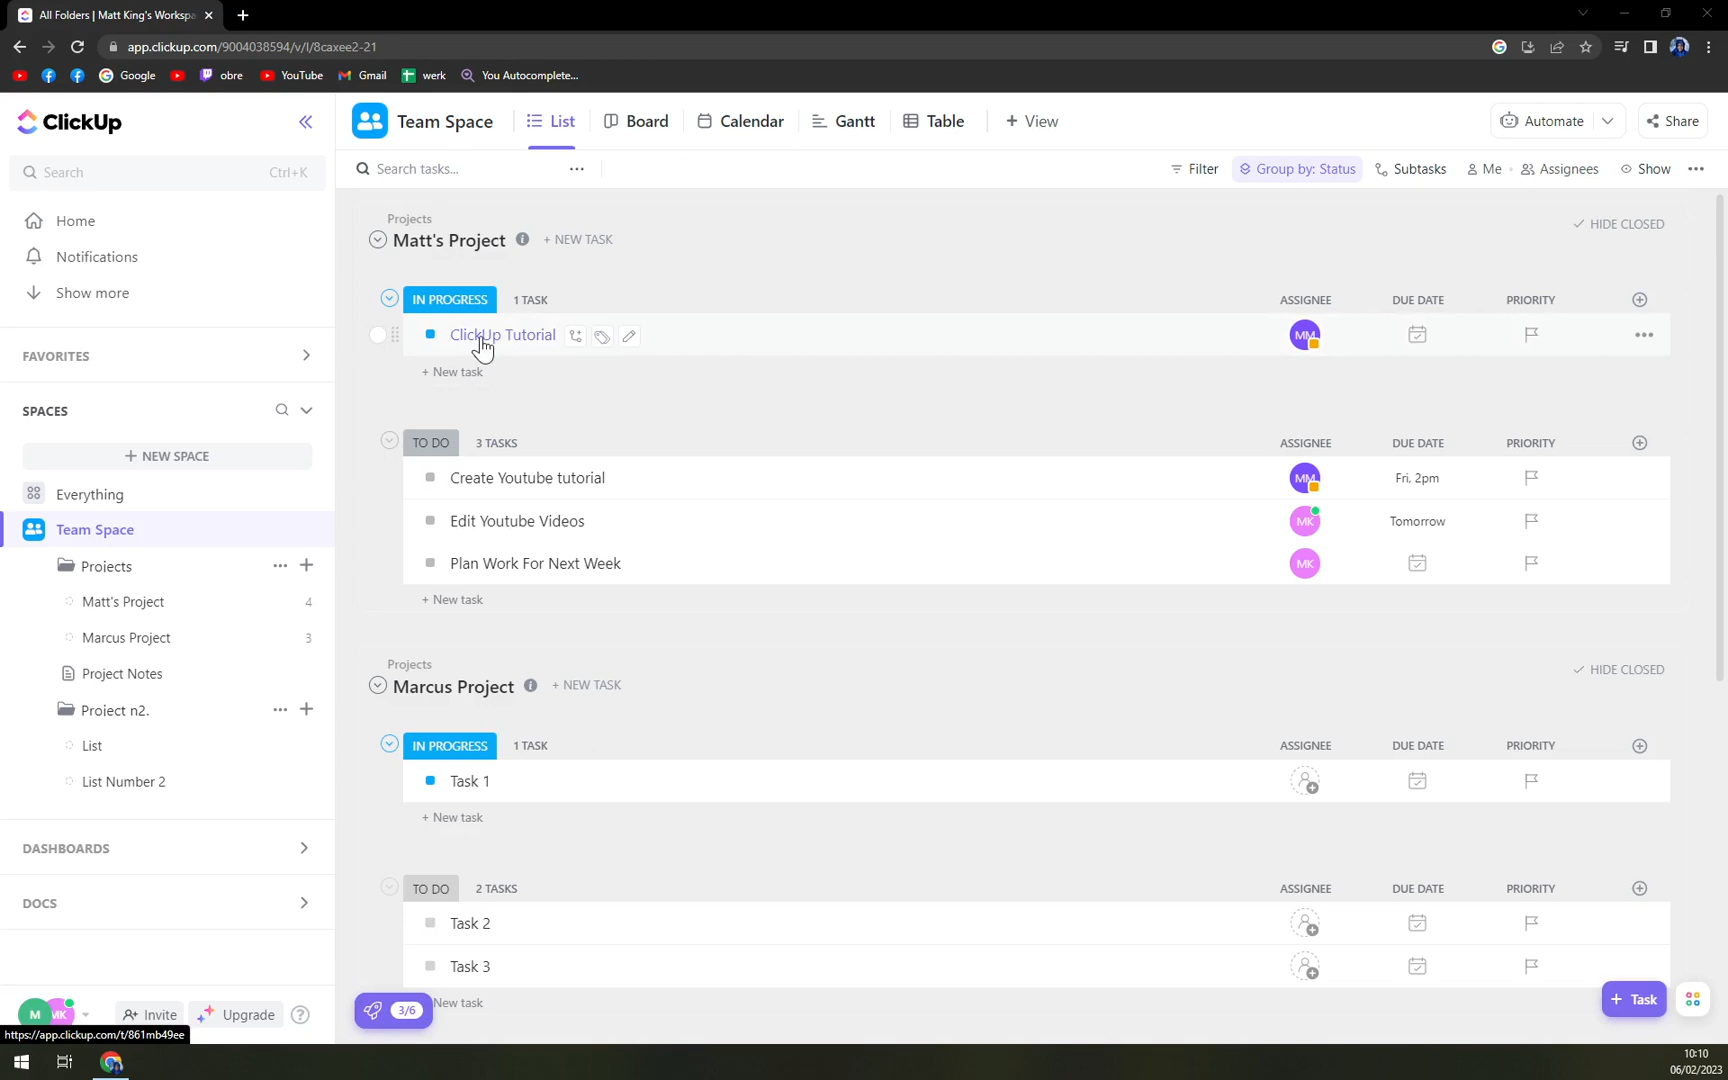 All Folders | Matt King's Workspa
app.clickup.com/9004038594/v/l/8caxee2-21
Google obre YouTube Gmail werk You Autocomplete...
ClickUp
Team Space List Board Calendar Gantt Table + View Automate Share
Search Ctrl+K
Search tasks... Filter Group by: Status Subtasks Me Assignees Show
Home
Notifications
Show more
FAVORITES
SPACES
+ NEW SPACE
Everything
Team Space
Projects
Matt's Project 4
Marcus Project 3
Project Notes
Project n2.
List
List Number 2
DASHBOARDS
DOCS
M MK Invite Upgrade ?
https://app.clickup.com/t/861mb49ee
Projects
Matt's Project + NEW TASK HIDE CLOSED
IN PROGRESS 1 TASK ASSIGNEE DUE DATE PRIORITY
ClickUp Tutorial MM
+ New task
TO DO 3 TASKS ASSIGNEE DUE DATE PRIORITY
Create Youtube tutorial MM Fri, 2pm
Edit Youtube Videos MK Tomorrow
Plan Work For Next Week MK
+ New task
Projects
Marcus Project + NEW TASK HIDE CLOSED
IN PROGRESS 1 TASK ASSIGNEE DUE DATE PRIORITY
Task 1
+ New task
TO DO 2 TASKS ASSIGNEE DUE DATE PRIORITY
Task 2
Task 3
New task
3/6
+ Task
10:10
06/02/2023